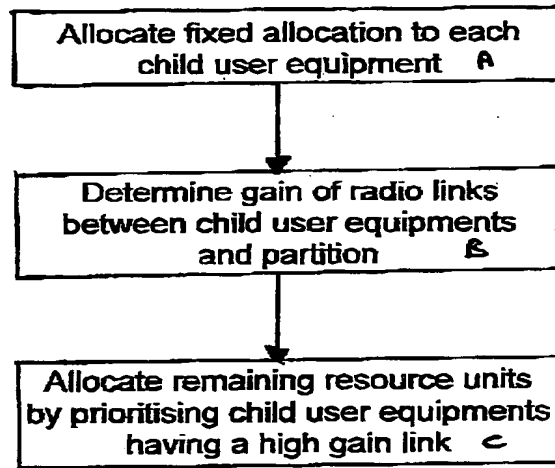 Allocate fixed allocation to each
child user equipment A
Determine gain of radio links
between child user equipments
and partition B
Allocate remaining resource units
by prioritising child user equipments
having a high gain link C